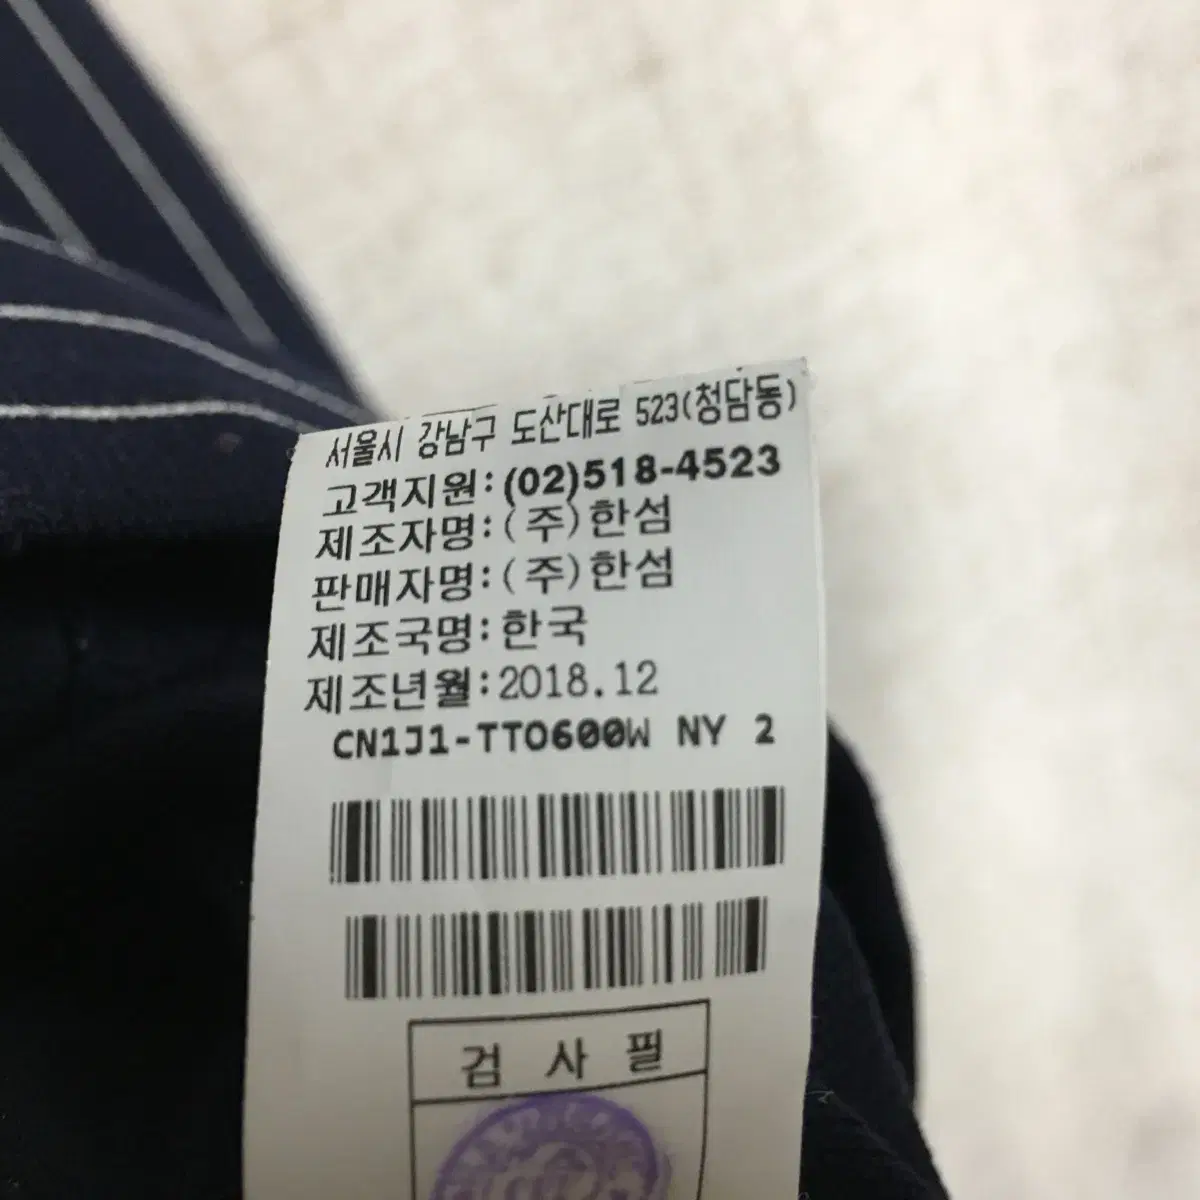 서울시 강남구 도산대로 523(청담동)
고객지원:(02)518-4523
제조자명:(주)한섬
판매자명:(주)한섬
제조국명:한국
제조년월:2018.12
CN1J1-TTO600W NY 2
검사필